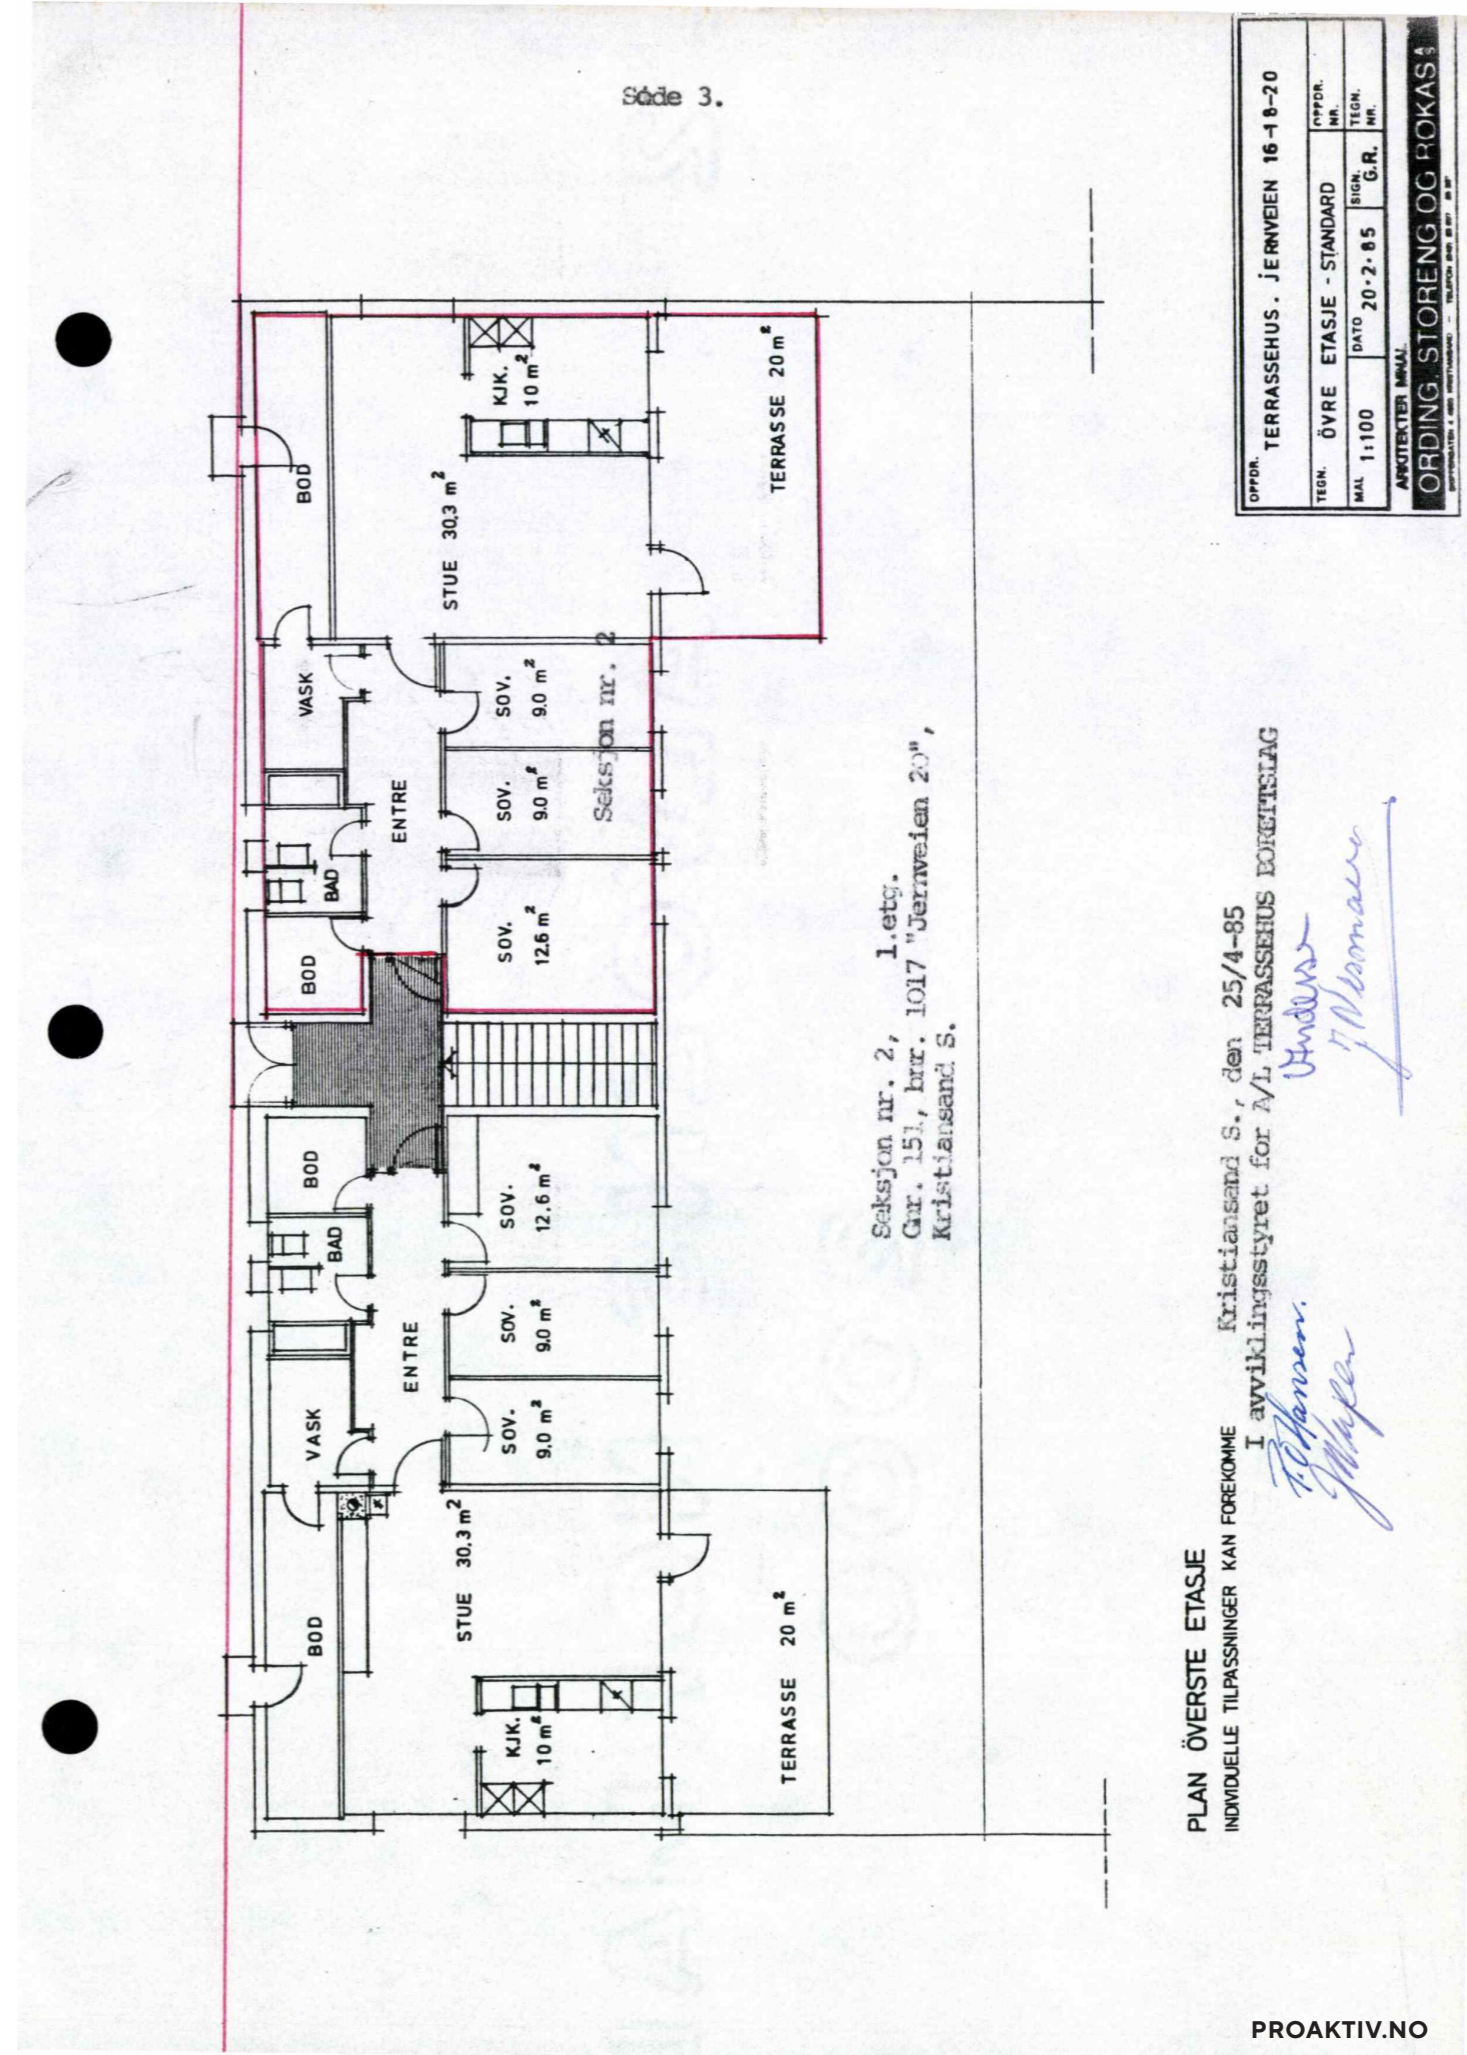 Side 3.
BOD
VASK
BAD
BOD
ENTRE
STUE 30,3 m²
KJK.
10 m²
SOV.
9.0 m²
SOV.
9.0 m²
SOV.
12.6 m²
Seksjon nr. 2
TERRASSE 20 m²
BOD
BAD
VASK
BOD
ENTRE
STUE 30.3 m²
SOV.
12.6 m²
SOV.
9.0 m²
SOV.
9.0 m²
KJK.
10 m²
TERRASSE 20 m²
Seksjon nr. 2, 1.etg.
Gnr. 151, bnr. 1017 "Jernveien 20",
Kristiansand S.
PLAN ÖVERSTE ETASJE
INDIVIDUELLE TILPASSNINGER KAN FOREKOMME
Kristiansand S., den 25/4-85
I avviklingsstyret for A/L TERRASSEHUS BORETTSLAG
OPPDR. TERRASSEHUS. JERNVEIEN 16-18-20
TEGN. ÖVRE ETASJE - STANDARD
OPPDR. NR.
MAL 1:100
DATO 20·2·85
SIGN. G.R.
TEGN. NR.
ARKITEKTER MNAL
ORDING, STORENG OG ROKAS AS
PROAKTIV.NO